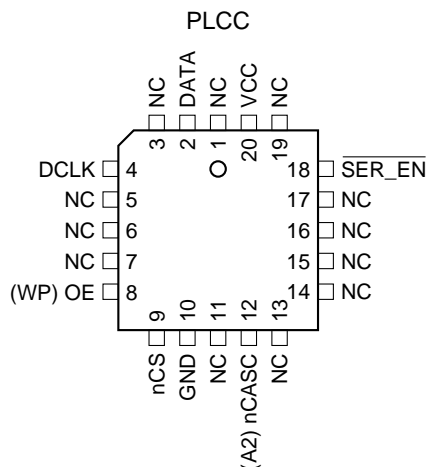 PLCC
NC
DATA
NC
VCC
NC
3
2
1
20
19
DCLK 4
NC 5
NC 6
NC 7
(WP) OE 8
18 SER_EN
17 NC
16 NC
15 NC
14 NC
9
10
11
12
13
nCS
GND
NC
(A2) nCASC
NC